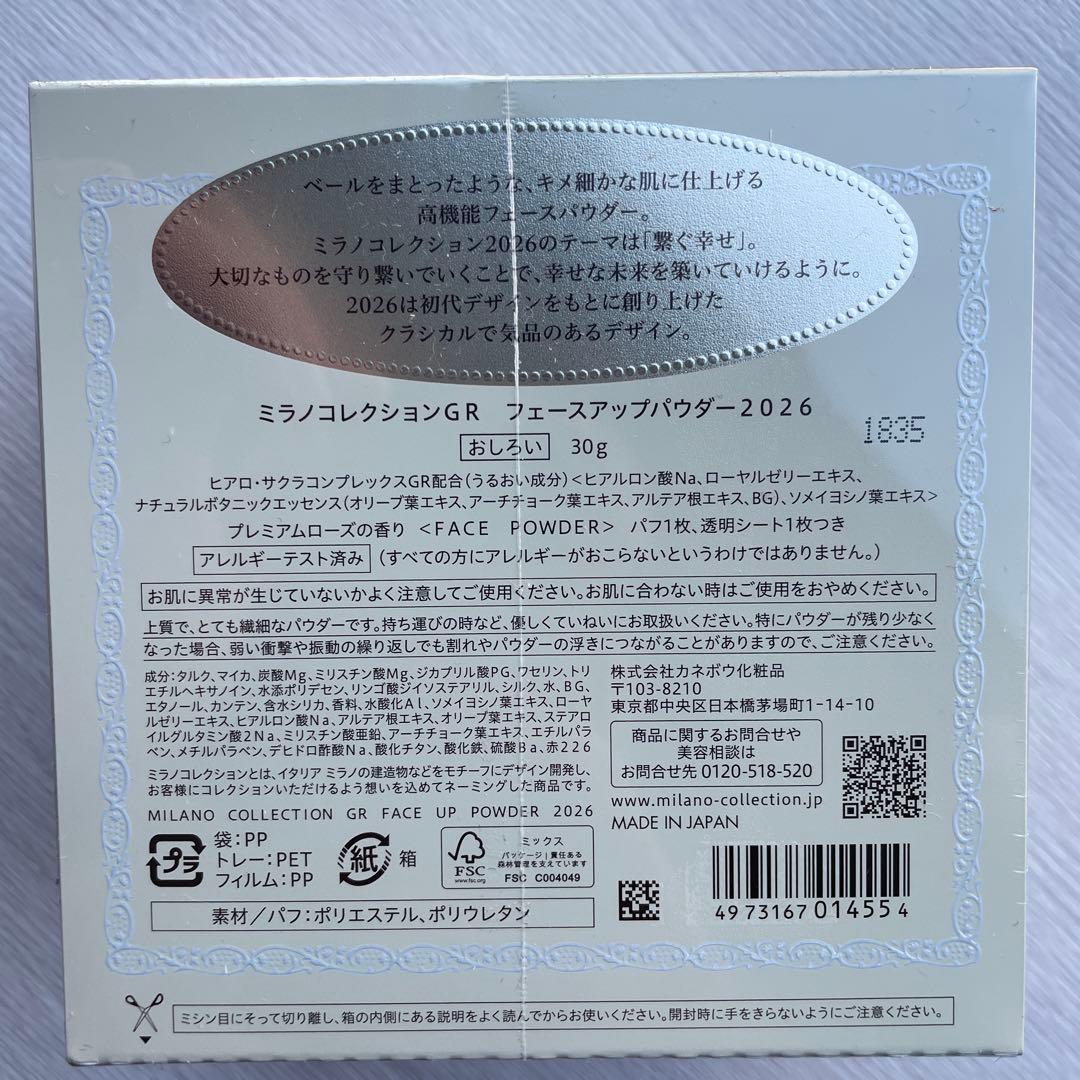 ベールをまとったような、キメ細かな肌に仕上げる
高機能フェースパウダー。
ミラノコレクション2026のテーマは「繋ぐ幸せ」。
大切なものを守り繋いでいくことで、幸せな未来を築いていけるように。
2026は初代デザインをもとに創り上げた
クラシカルで気品のあるデザイン。
ミラノコレクションGR フェースアップパウダー2026
おしろい 30g
1835
ヒアロ・サクラコンプレックスGR配合(うるおい成分)<ヒアルロン酸Na、ローヤルゼリーエキス、
ナチュラルボタニックエッセンス(オリーブ葉エキス、アーチチョーク葉エキス、アルテア根エキス、BG)、ソメイヨシノ葉エキス>
プレミアムローズの香り <FACE POWDER> パフ1枚、透明シート1枚つき
アレルギーテスト済み (すべての方にアレルギーがおこらないというわけではありません。)
お肌に異常が生じていないかよく注意してご使用ください。お肌に合わない時はご使用をおやめください。
上質で、とても繊細なパウダーです。持ち運びの時など、優しくていねいにお取扱いください。特にパウダーが残り少なく
なった場合、弱い衝撃や振動の繰り返しでも割れやパウダーの浮きにつながることがありますので、ご注意ください。
成分:タルク、マイカ、炭酸Mg、ミリスチン酸Mg、ジカプリル酸PG、ワセリン、トリ
エチルヘキサノイン、水添ポリデセン、リンゴ酸ジイソステアリル、シルク、水、BG、
エタノール、カンテン、含水シリカ、香料、水酸化Al、ソメイヨシノ葉エキス、ローヤ
ルゼリーエキス、ヒアルロン酸Na、アルテア根エキス、オリーブ葉エキス、ステアロ
イルグルタミン酸2Na、ミリスチン酸亜鉛、アーチチョーク葉エキス、エチルパラ
ベン、メチルパラベン、デヒドロ酢酸Na、酸化チタン、酸化鉄、硫酸Ba、赤226
ミラノコレクションとは、イタリア ミラノの建造物などをモチーフにデザイン開発し、
お客様にコレクションいただけるよう想いを込めてネーミングした商品です。
MILANO COLLECTION GR FACE UP POWDER 2026
株式会社カネボウ化粧品
〒103-8210
東京都中央区日本橋茅場町1-14-10
商品に関するお問合せや
美容相談は
お問合せ先 0120-518-520
www.milano-collection.jp
MADE IN JAPAN
プラ
袋:PP
トレー:PET
フィルム:PP
紙 箱
FSC
www.fsc.org
ミックス
パッケージ|責任ある
森林管理を支えています
FSC C004049
素材/パフ:ポリエステル、ポリウレタン
4973167014554
ミシン目にそって切り離し、箱の内側にある説明をよく読んでからお使いください。開封時に手をきらないようにご注意ください。